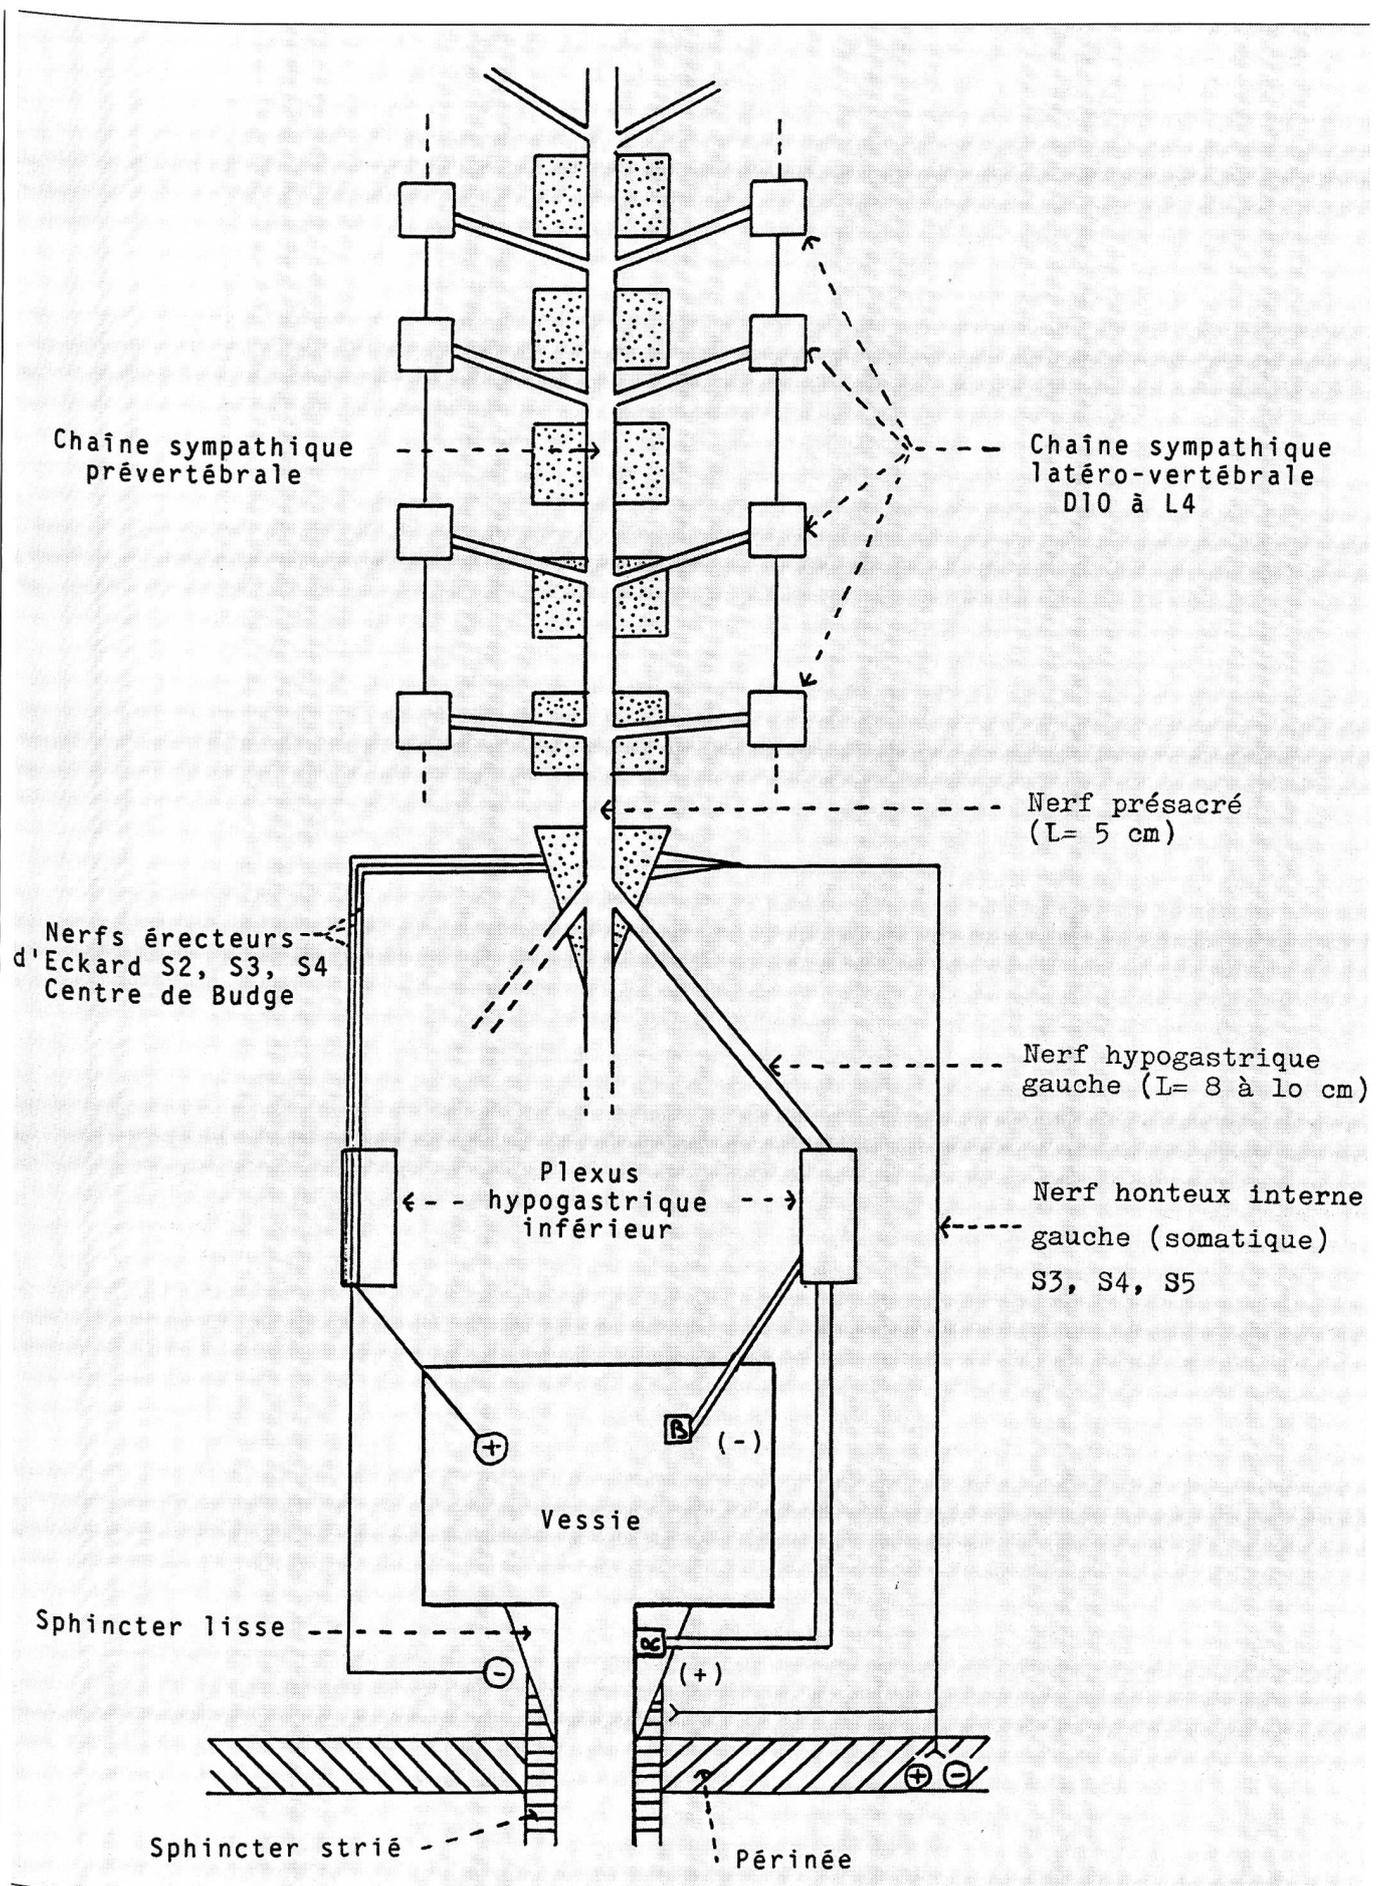 Chaîne sympathique
prévertébrale
Chaîne sympathique
latéro-vertébrale
D10 à L4
Nerf présacré
(L= 5 cm)
Nerfs érecteurs
d'Eckard S2, S3, S4
Centre de Budge
Nerf hypogastrique
gauche (L= 8 à 10 cm)
Plexus
hypogastrique
inférieur
Nerf honteux interne
gauche (somatique)
S3, S4, S5
+
β
(-)
Vessie
Sphincter lisse
α
-
(+)
+ -
Sphincter strié
Périnée